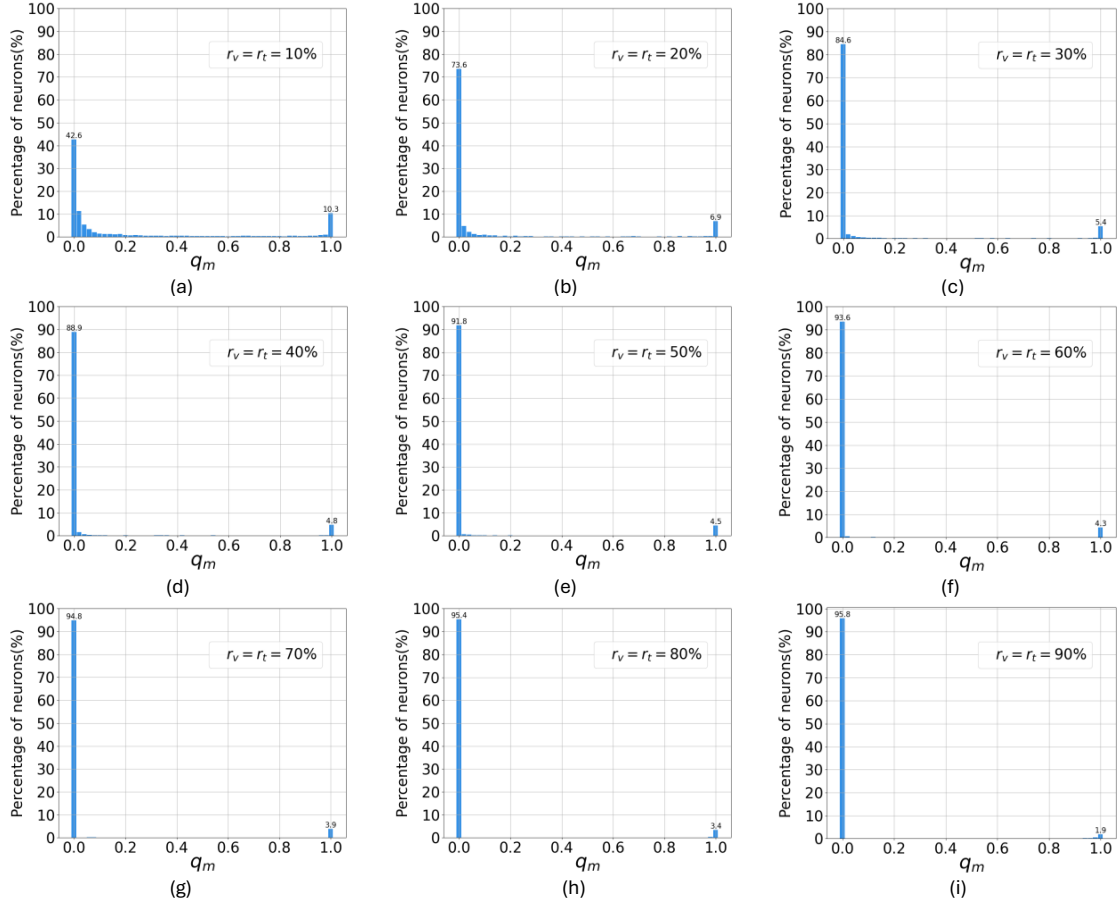 Percentage of neurons(%)
100
90
80
70
60
50
40
30
20
10
0
42.6
10.3
r_v = r_t = 10%
0.0 0.2 0.4 0.6 0.8 1.0
q_m
(a)
Percentage of neurons(%)
100
90
80
70
60
50
40
30
20
10
0
73.6
6.9
r_v = r_t = 20%
0.0 0.2 0.4 0.6 0.8 1.0
q_m
(b)
Percentage of neurons(%)
100
90
80
70
60
50
40
30
20
10
0
84.6
5.4
r_v = r_t = 30%
0.0 0.2 0.4 0.6 0.8 1.0
q_m
(c)
Percentage of neurons(%)
100
90
80
70
60
50
40
30
20
10
0
88.9
4.8
r_v = r_t = 40%
0.0 0.2 0.4 0.6 0.8 1.0
q_m
(d)
Percentage of neurons(%)
100
90
80
70
60
50
40
30
20
10
0
91.8
4.5
r_v = r_t = 50%
0.0 0.2 0.4 0.6 0.8 1.0
q_m
(e)
Percentage of neurons(%)
100
90
80
70
60
50
40
30
20
10
0
93.6
4.3
r_v = r_t = 60%
0.0 0.2 0.4 0.6 0.8 1.0
q_m
(f)
Percentage of neurons(%)
100
90
80
70
60
50
40
30
20
10
0
94.8
3.9
r_v = r_t = 70%
0.0 0.2 0.4 0.6 0.8 1.0
q_m
(g)
Percentage of neurons(%)
100
90
80
70
60
50
40
30
20
10
0
95.4
3.4
r_v = r_t = 80%
0.0 0.2 0.4 0.6 0.8 1.0
q_m
(h)
Percentage of neurons(%)
100
90
80
70
60
50
40
30
20
10
0
95.8
1.9
r_v = r_t = 90%
0.0 0.2 0.4 0.6 0.8 1.0
q_m
(i)